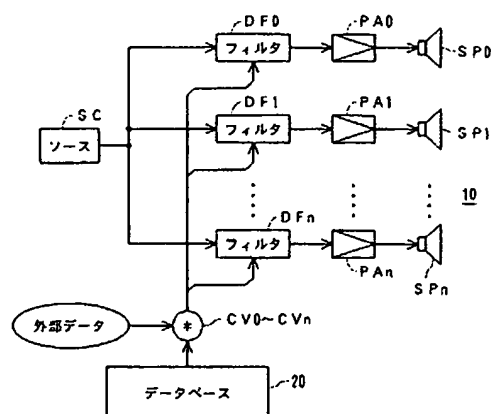 DF0
フィルタ
PA0
SP0
SC
ソース
DF1
フィルタ
PA1
SP1
10
DFn
フィルタ
PAn
SPn
外部データ
*
CV0~CVn
データベース
20